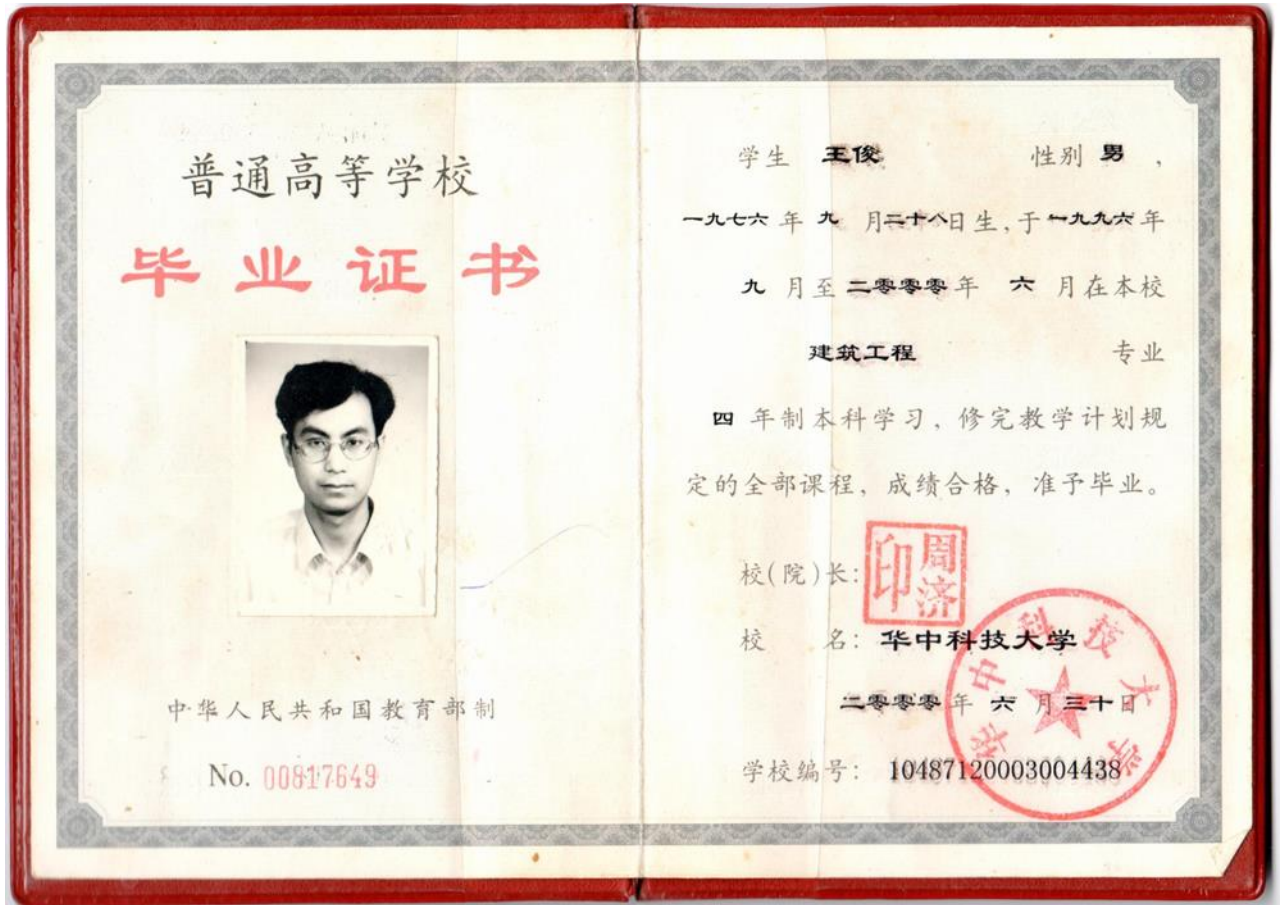 普通高等学校
毕业证书
中华人民共和国教育部制
No. 00817649
学生 王俊 性别 男 ，
一九七六 年 九 月二十八日生，于 一九九六 年
九 月至 二零零零 年 六 月在本校
建筑工程 专业
四 年制本科学习，修完教学计划规
定的全部课程，成绩合格，准予毕业。
校(院)长：
周济印
校 名：华中科技大学
华中科技大学
二零零零 年 六 月 三十日
学校编号： 104871200003004438